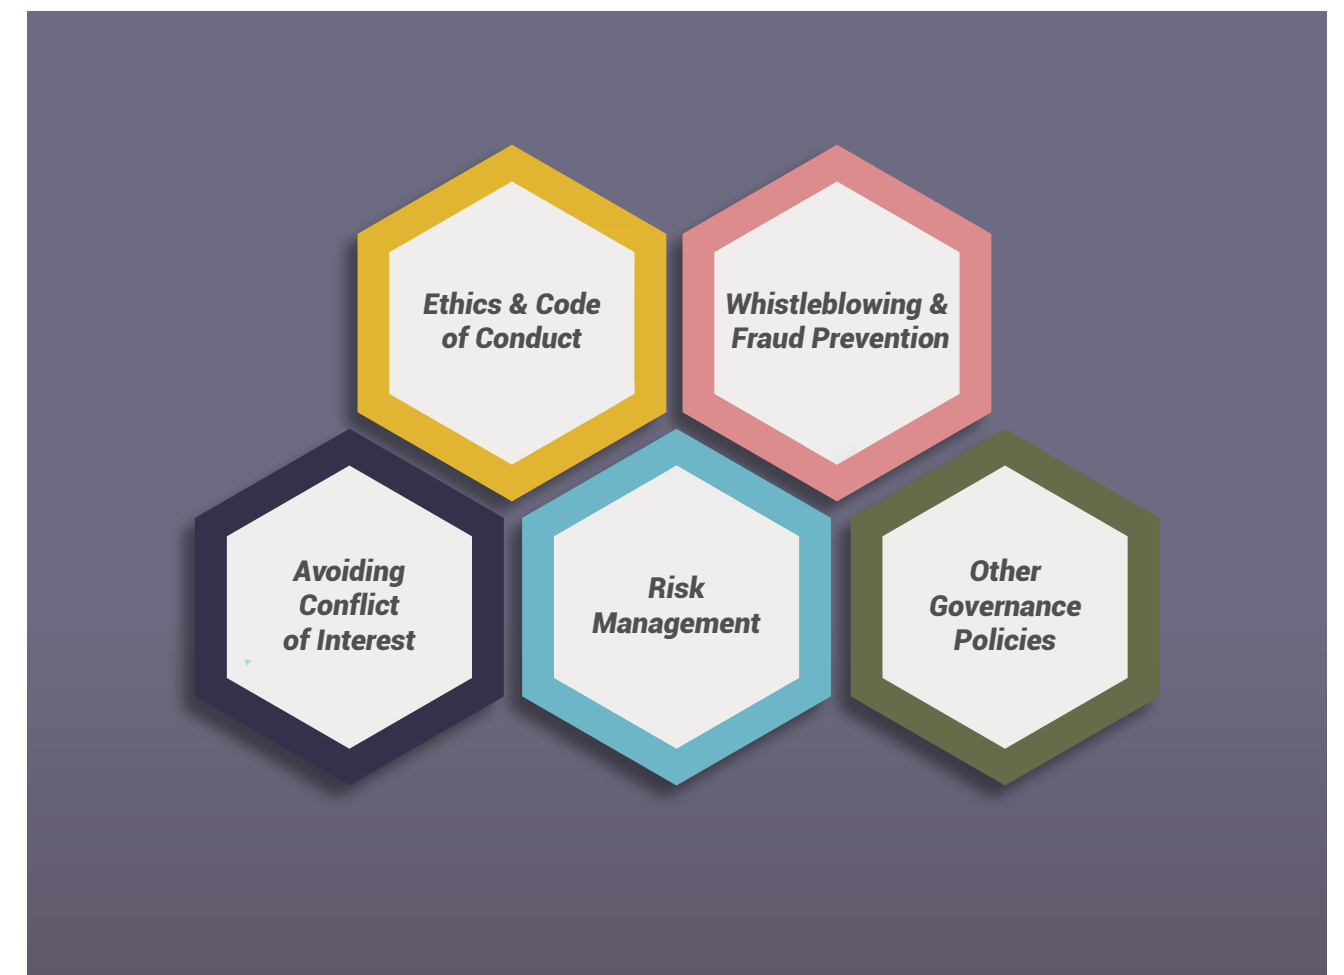 Ethics & Code
of Conduct
Whistleblowing &
Fraud Prevention
Avoiding
Conflict
of Interest
Risk
Management
Other
Governance
Policies